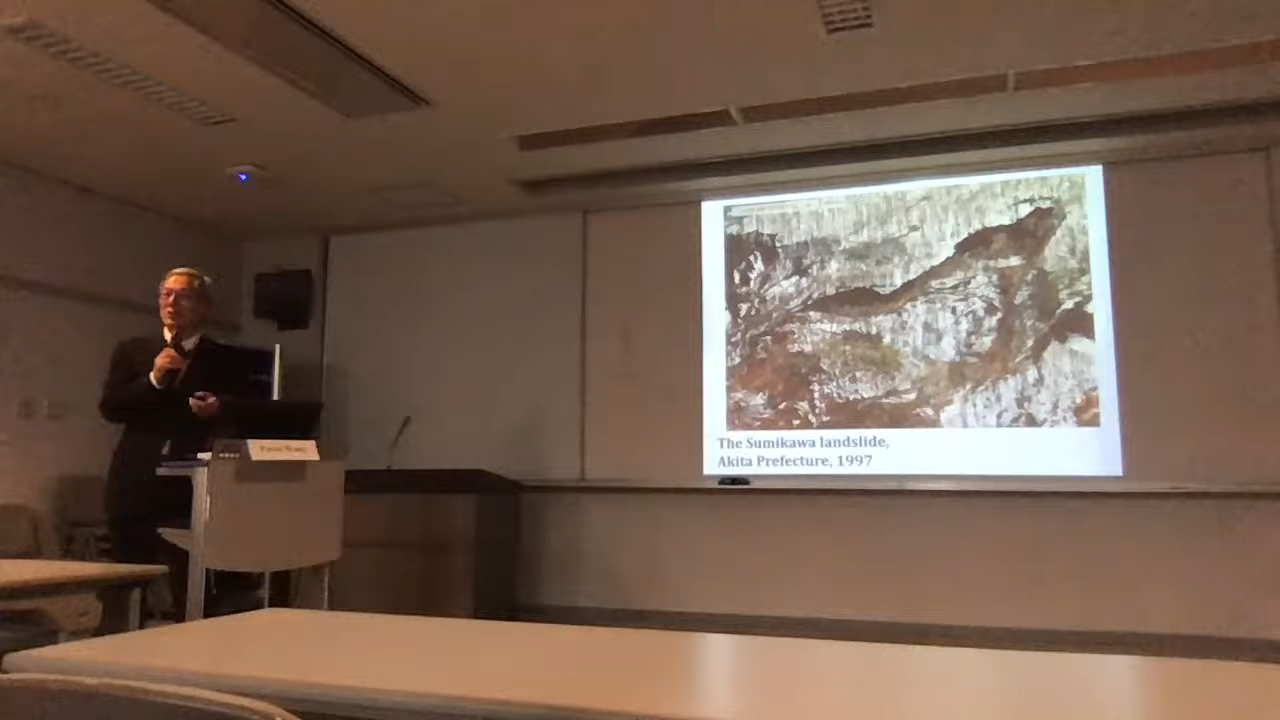 The Sumikawa landslide,
Akita Prefecture, 1997